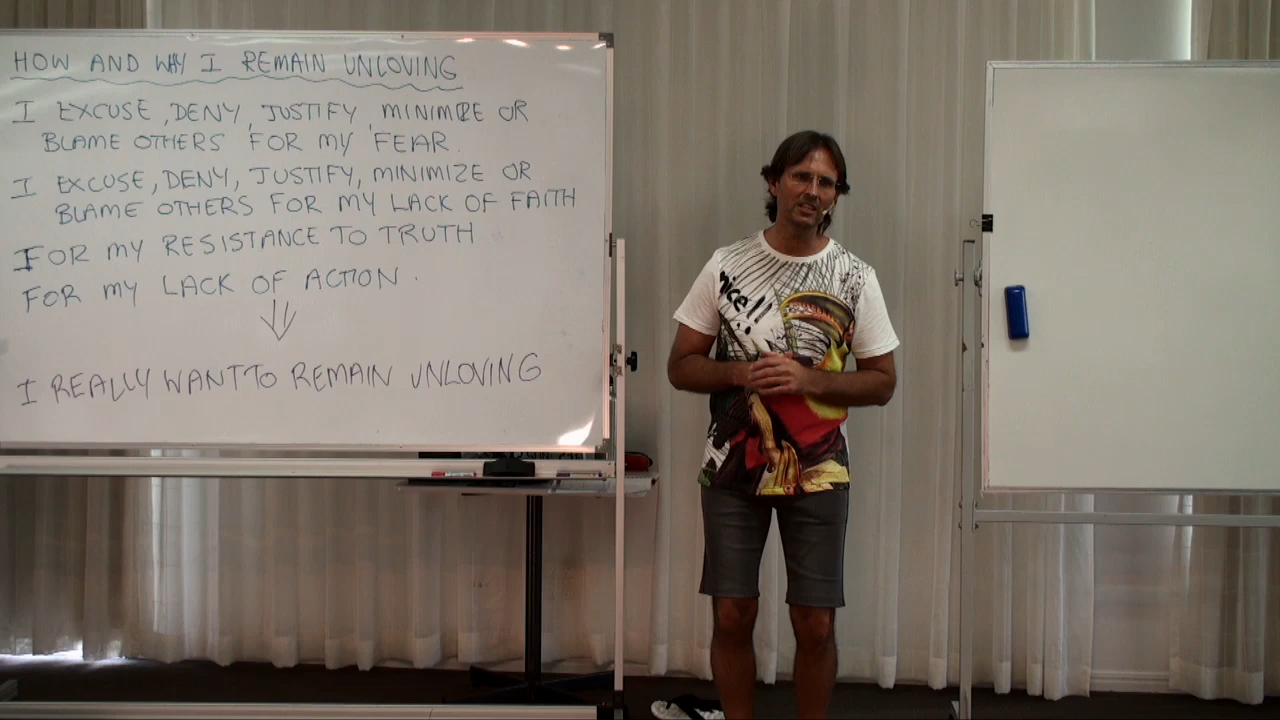 HOW AND WHY I REMAIN UNLOVING
I EXCUSE, DENY, JUSTIFY, MINIMIZE OR
BLAME OTHERS FOR MY FEAR.
I EXCUSE, DENY, JUSTIFY, MINIMIZE OR
BLAME OTHERS FOR MY LACK OF FAITH
FOR MY RESISTANCE TO TRUTH
FOR MY LACK OF ACTION.
I REALLY WANT TO REMAIN UNLOVING
nice!!